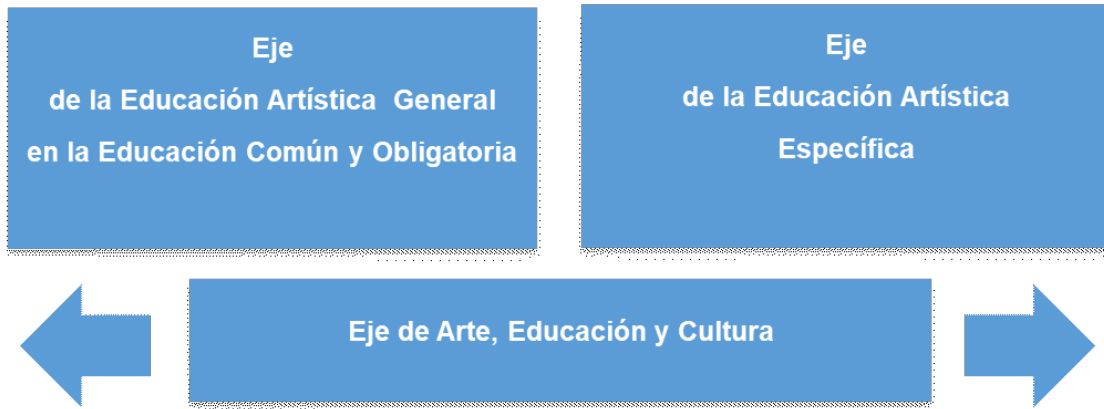 Eje
de la Educación Artística General
en la Educación Común y Obligatoria
Eje
de la Educación Artística
Específica
Eje de Arte, Educación y Cultura